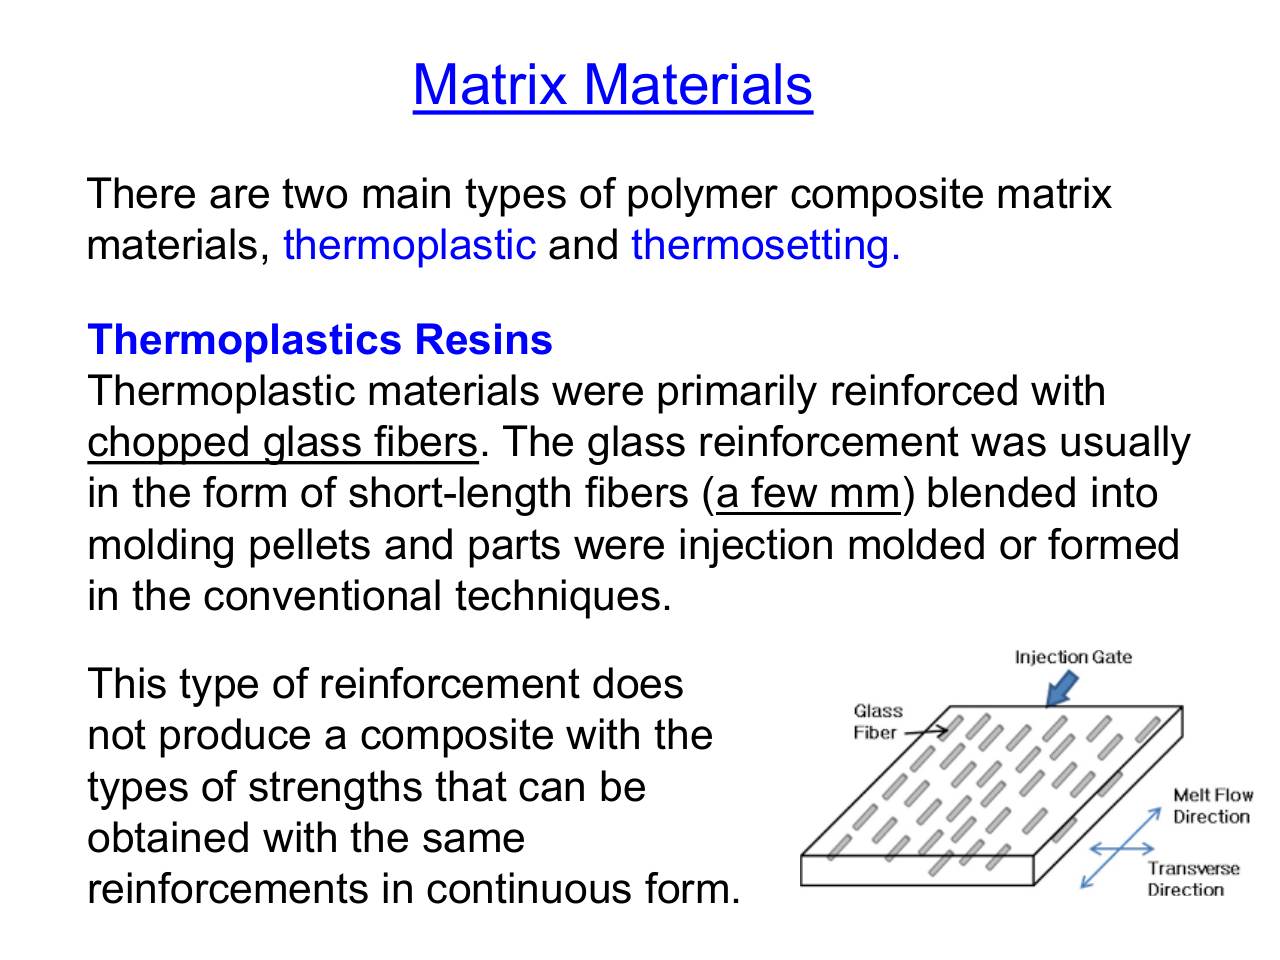 Matrix Materials
There are two main types of polymer composite matrix
materials, thermoplastic and thermosetting.
Thermoplastics Resins
Thermoplastic materials were primarily reinforced with
chopped glass fibers. The glass reinforcement was usually
in the form of short-length fibers (a few mm) blended into
molding pellets and parts were injection molded or formed
in the conventional techniques.
This type of reinforcement does
not produce a composite with the
types of strengths that can be
obtained with the same
reinforcements in continuous form.
Injection Gate
Glass
Fiber
Melt Flow
Direction
Transverse
Direction